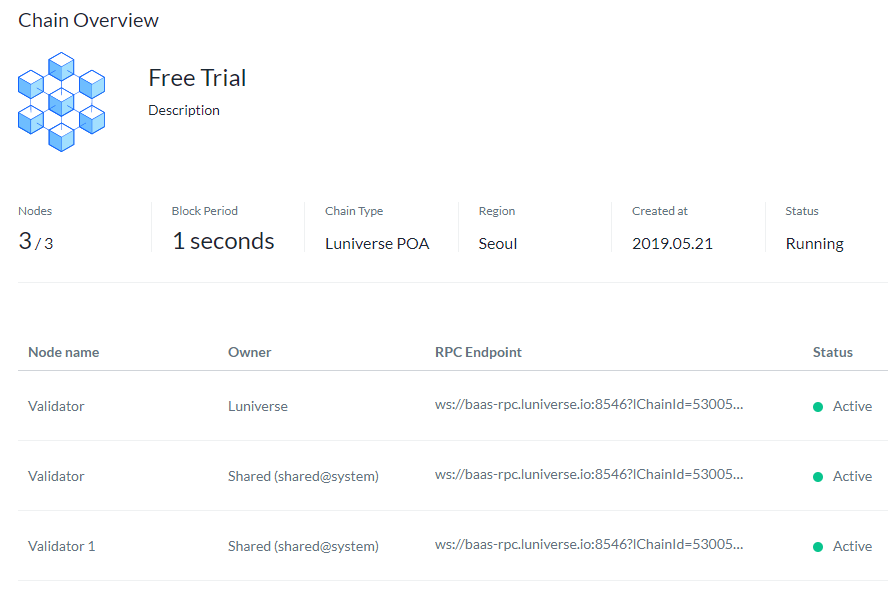 Chain Overview
Free Trial
Description
Nodes Block Period Chain Type Region Created at Status
3 / 3 1 seconds Luniverse POA Seoul 2019.05.21 Running
Node name Owner RPC Endpoint Status
Validator Luniverse ws://baas-rpc.luniverse.io:8546?lChainId=53005... Active
Validator Shared (shared@system) ws://baas-rpc.luniverse.io:8546?lChainId=53005... Active
Validator 1 Shared (shared@system) ws://baas-rpc.luniverse.io:8546?lChainId=53005... Active